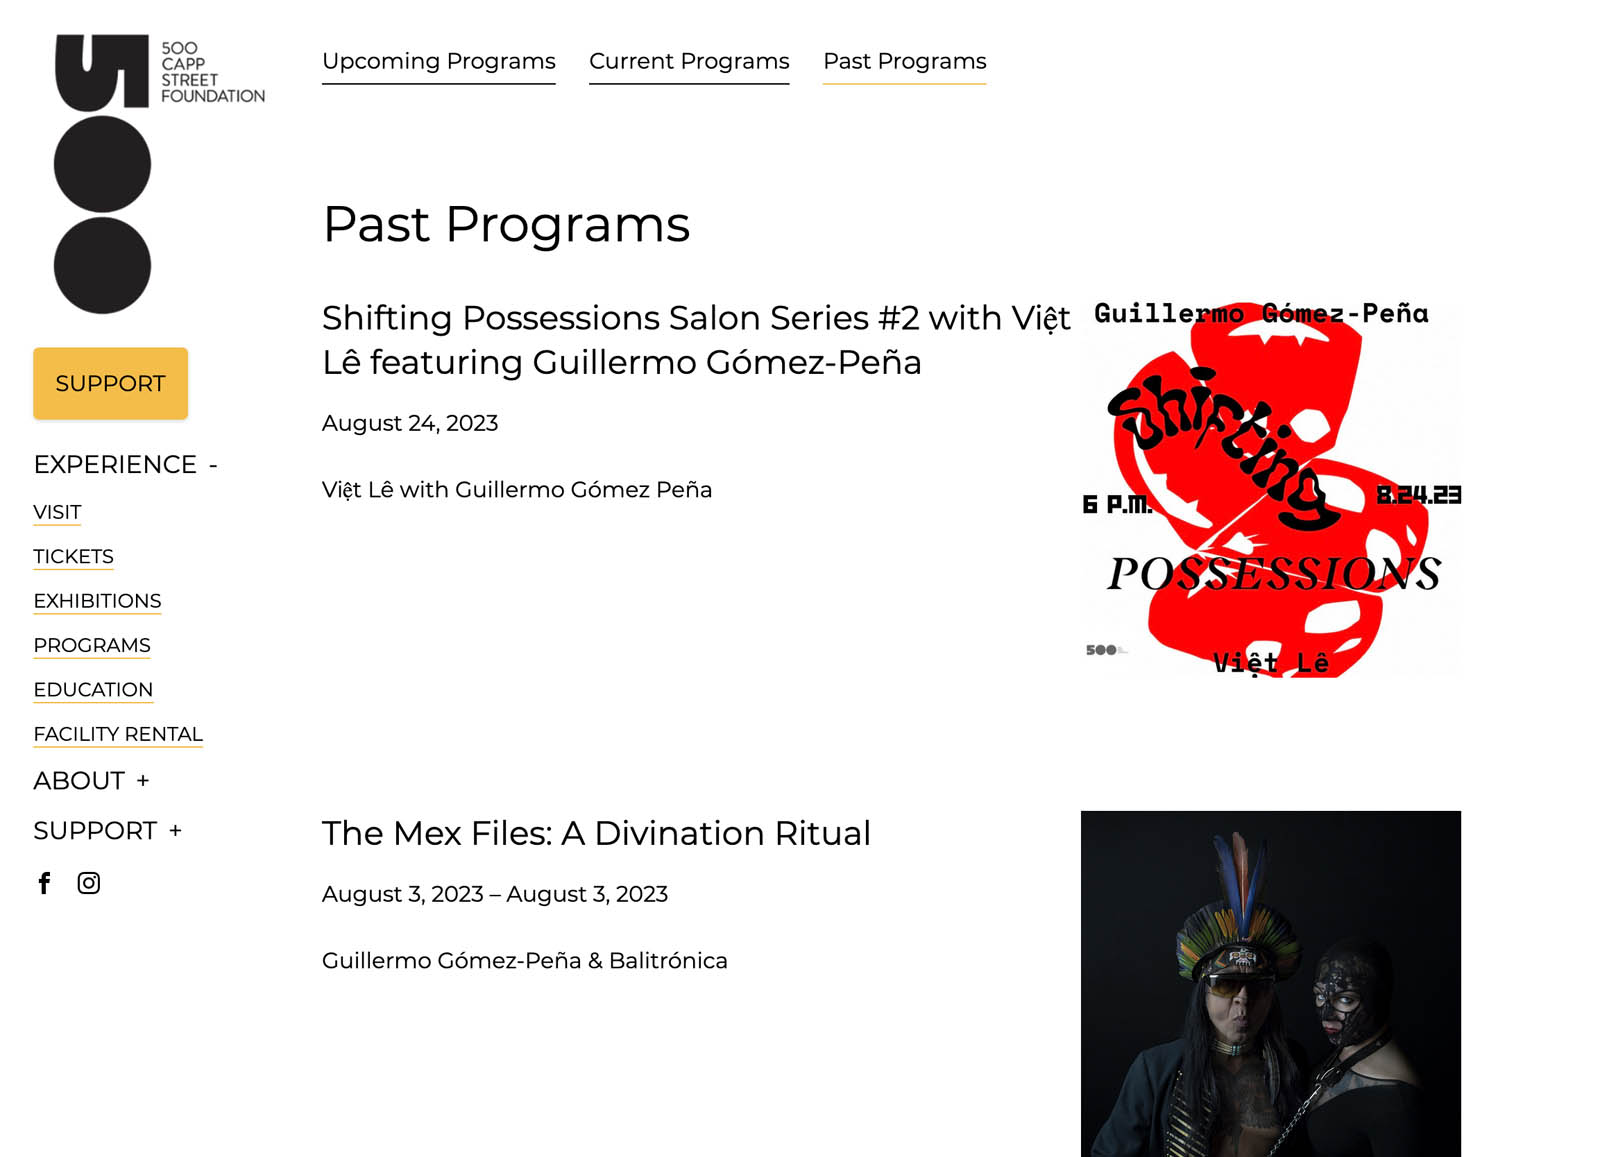 500
CAPP
STREET
FOUNDATION
SUPPORT
EXPERIENCE -
VISIT
TICKETS
EXHIBITIONS
PROGRAMS
EDUCATION
FACILITY RENTAL
ABOUT +
SUPPORT +
Upcoming Programs
Current Programs
Past Programs
Past Programs
Shifting Possessions Salon Series #2 with Việt
Lê featuring Guillermo Gómez-Peña
August 24, 2023
Việt Lê with Guillermo Gómez Peña
Guillermo Gómez-Peña
Shifting
6 P.M.
8.24.23
POSSESSIONS
500
Việt Lê
The Mex Files: A Divination Ritual
August 3, 2023 – August 3, 2023
Guillermo Gómez-Peña & Balitrónica